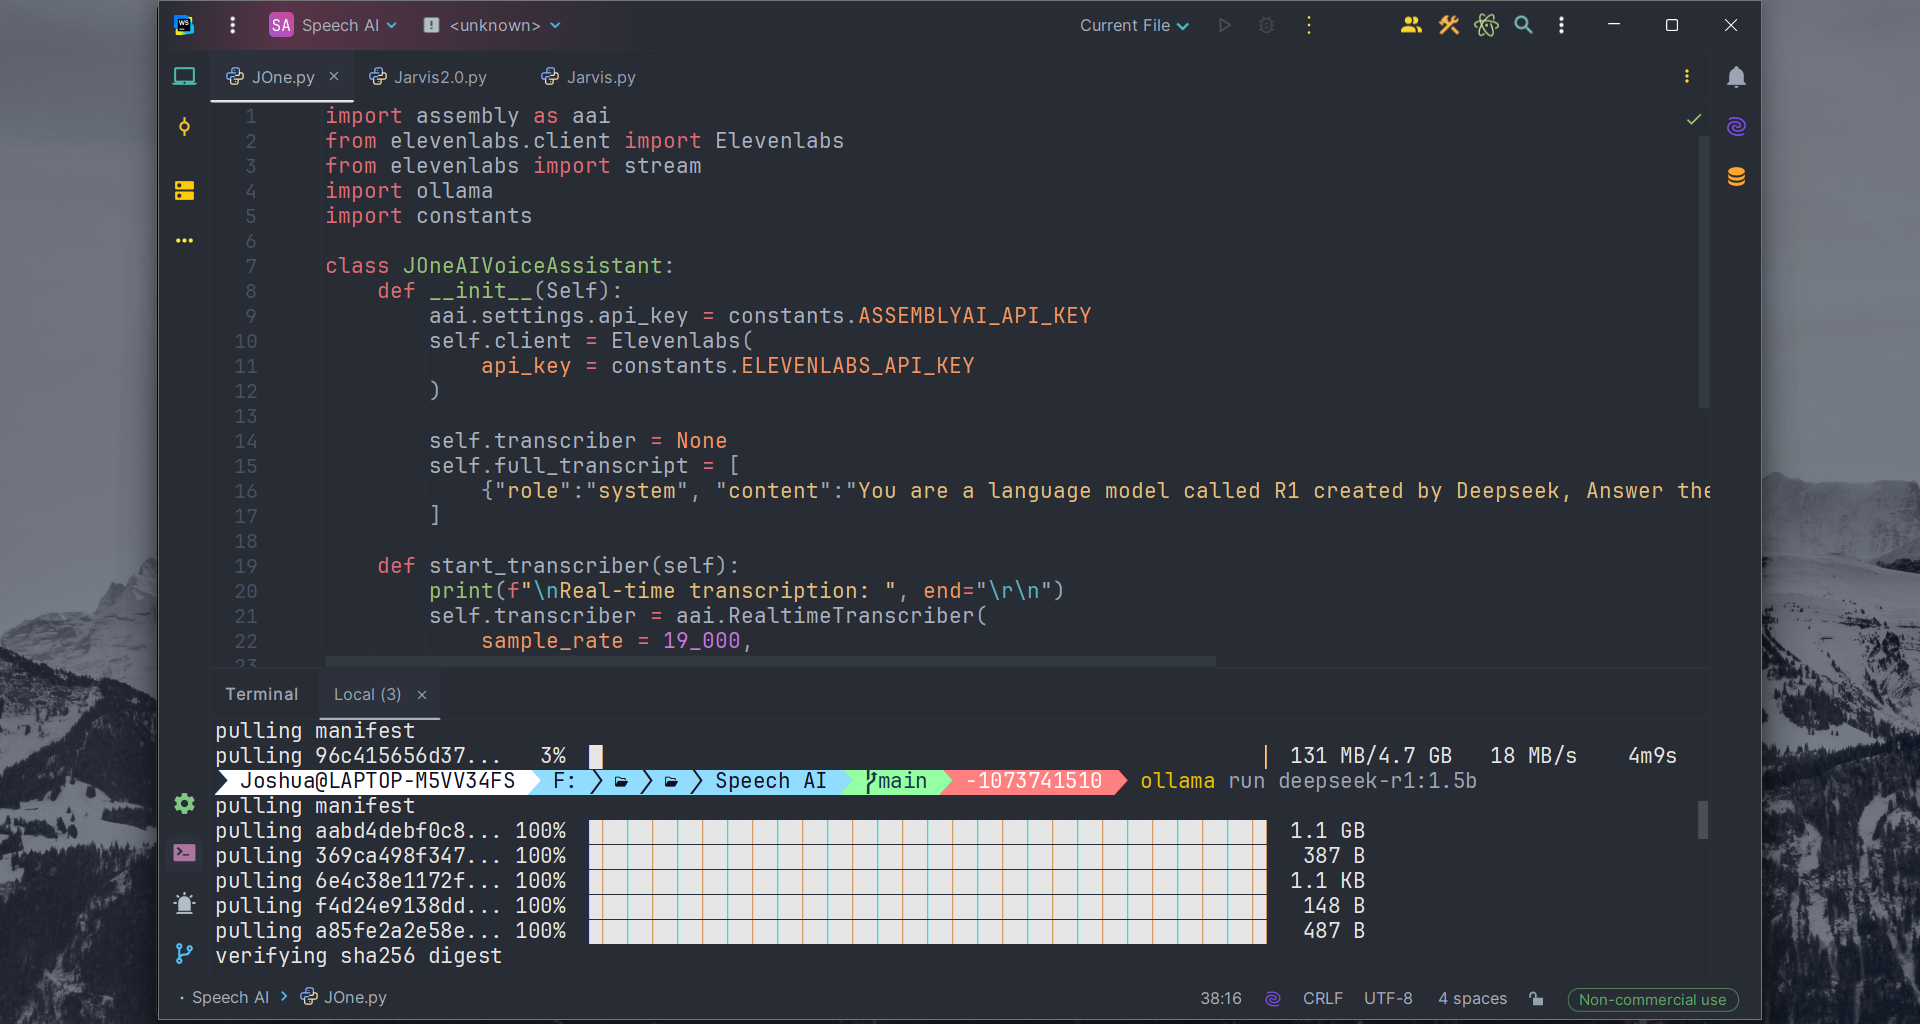 WS SA Speech AI <unknown> Current File
JOne.py Jarvis2.0.py Jarvis.py
1 import assembly as aai
2 from elevenlabs.client import Elevenlabs
3 from elevenlabs import stream
4 import ollama
5 import constants
6
7 class JOneAIVoiceAssistant:
8 def __init__(Self):
9 aai.settings.api_key = constants.ASSEMBLYAI_API_KEY
10 self.client = Elevenlabs(
11 api_key = constants.ELEVENLABS_API_KEY
12 )
13
14 self.transcriber = None
15 self.full_transcript = [
16 {"role":"system", "content":"You are a language model called R1 created by Deepseek, Answer the
17 ]
18
19 def start_transcriber(self):
20 print(f"\nReal-time transcription: ", end="\r\n")
21 self.transcriber = aai.RealtimeTranscriber(
22 sample_rate = 19_000,
23
Terminal Local (3)
pulling manifest
pulling 96c415656d37... 3% 131 MB/4.7 GB 18 MB/s 4m9s
Joshua@LAPTOP-M5VV34FS F: Speech AI main -1073741510 ollama run deepseek-r1:1.5b
pulling manifest
pulling aabd4debf0c8... 100% 1.1 GB
pulling 369ca498f347... 100% 387 B
pulling 6e4c38e1172f... 100% 1.1 KB
pulling f4d24e9138dd... 100% 148 B
pulling a85fe2a2e58e... 100% 487 B
verifying sha256 digest
Speech AI > JOne.py 38:16 CRLF UTF-8 4 spaces Non-commercial use